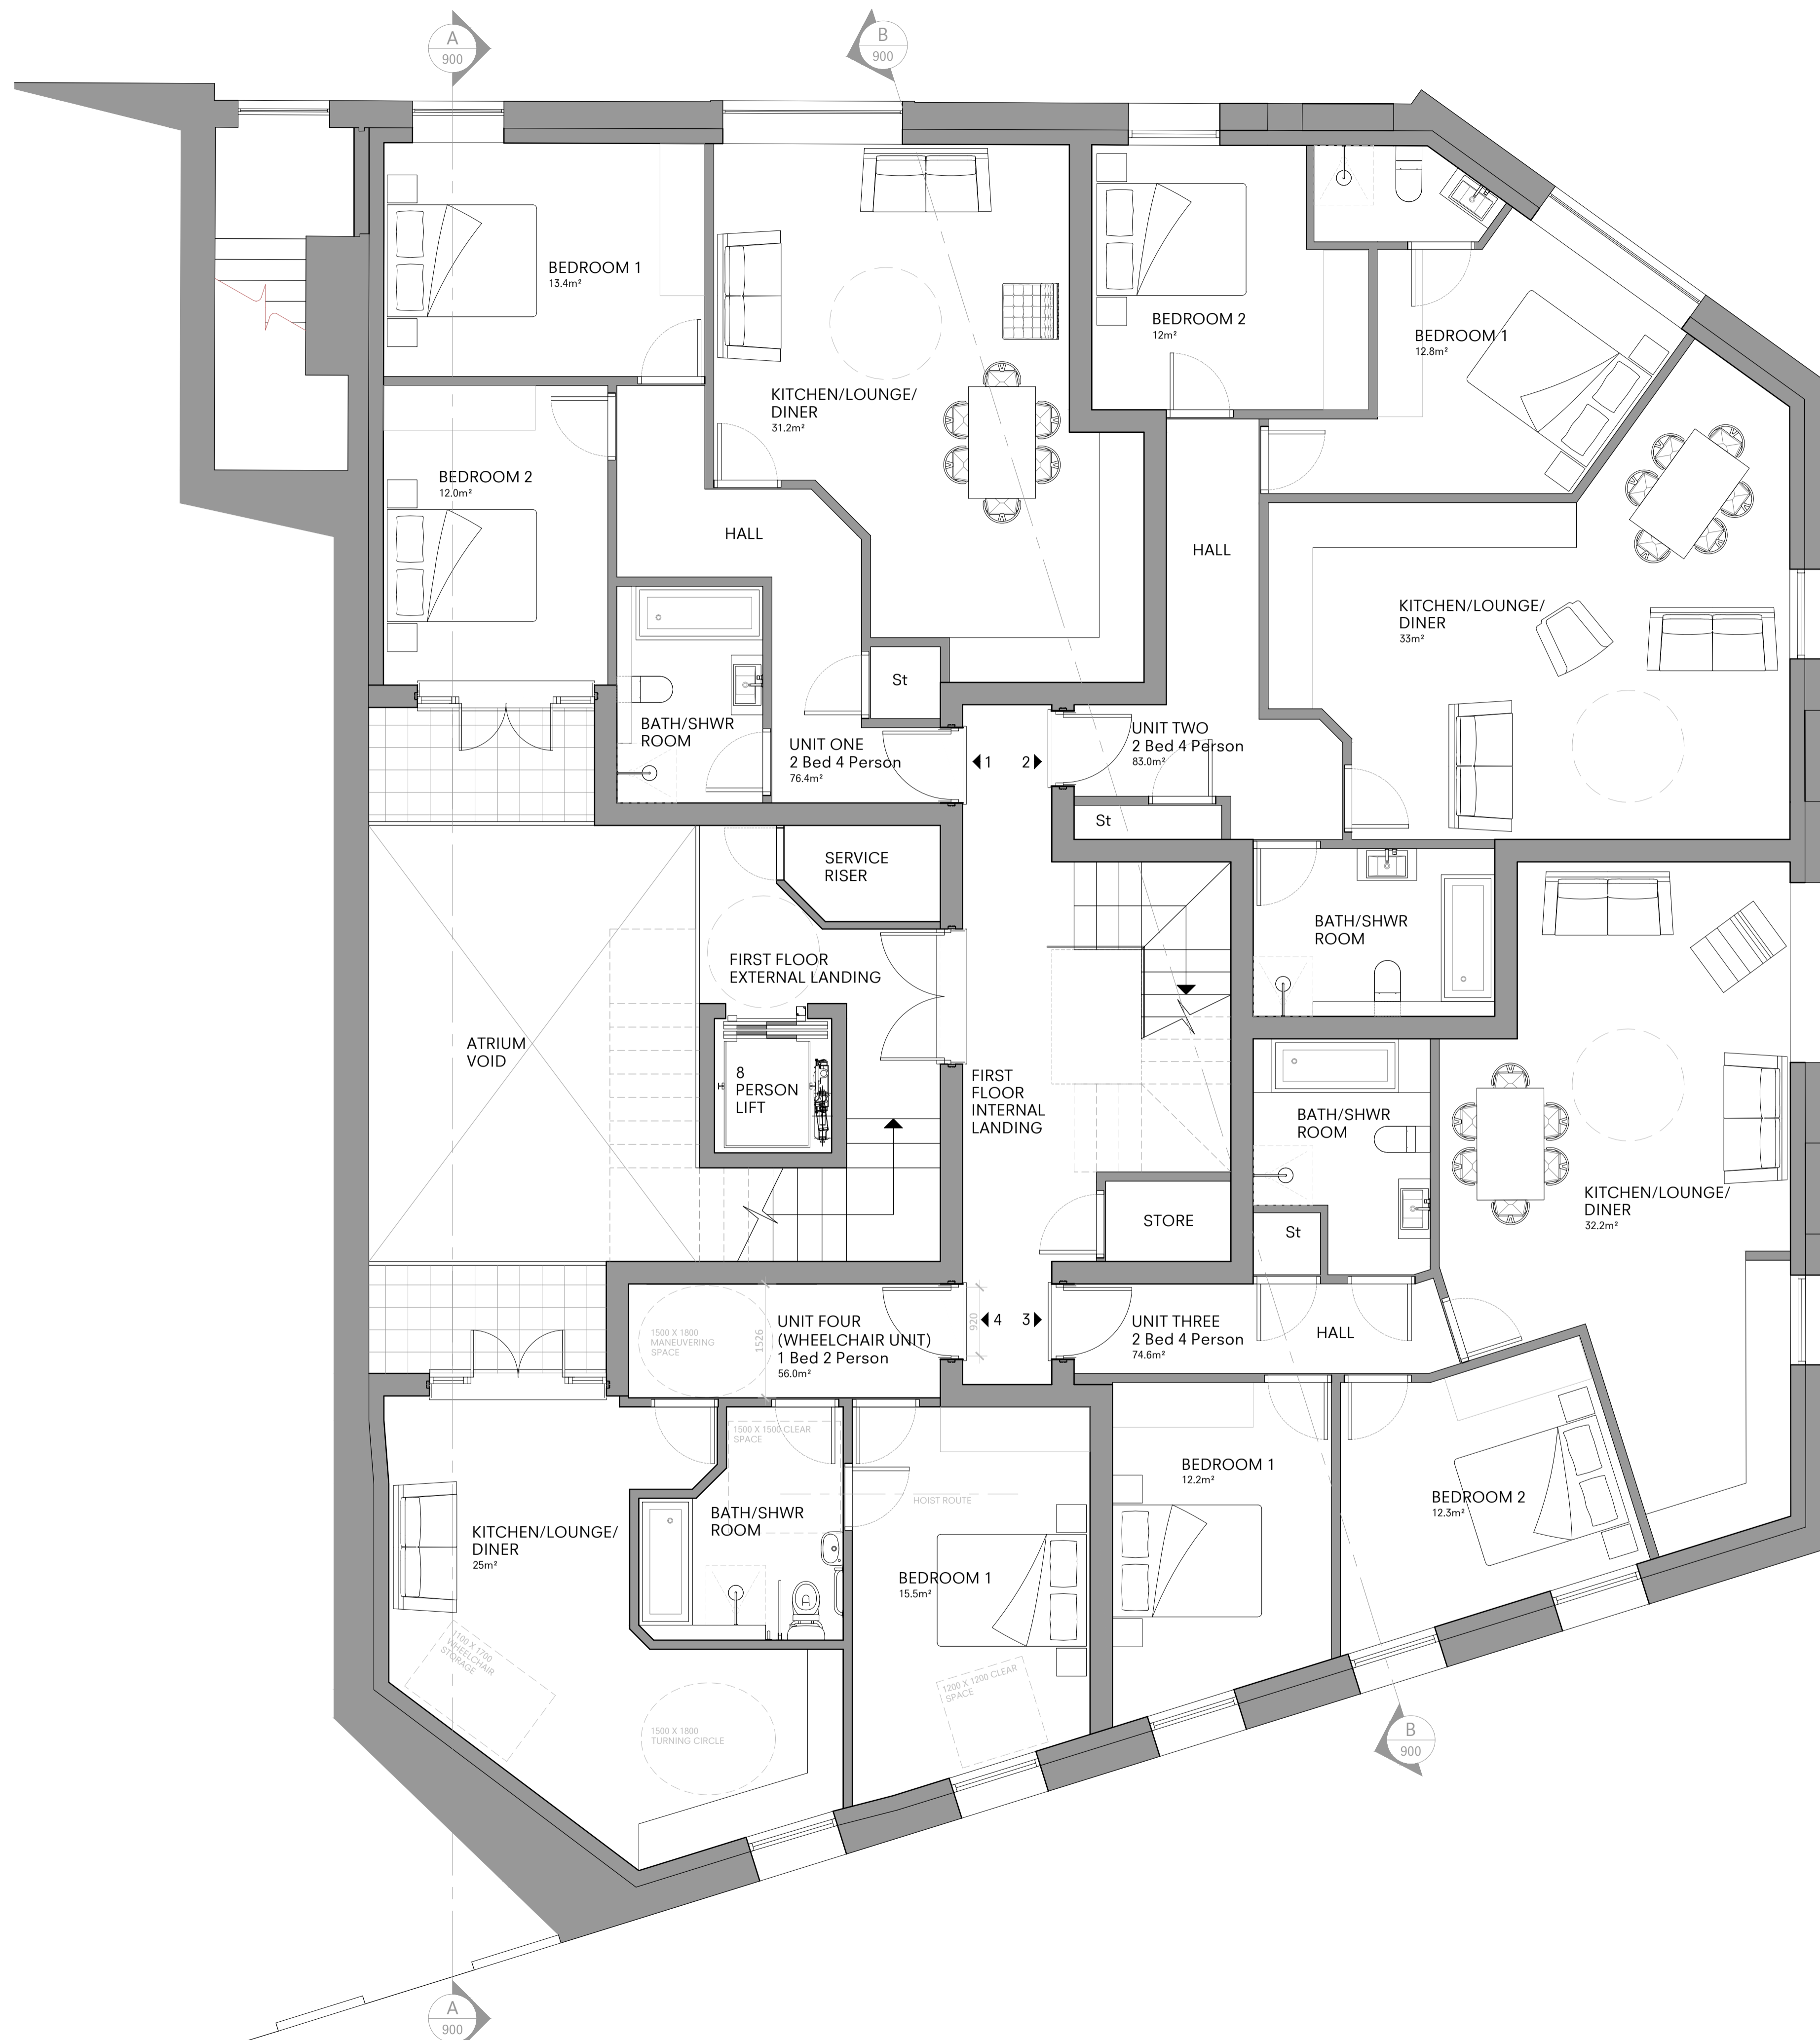 A
900
B
900
BEDROOM 1
13.4m²
KITCHEN/LOUNGE/
DINER
31.2m²
BEDROOM 2
12m²
BEDROOM 1
12.8m²
BEDROOM 2
12.0m²
HALL
HALL
KITCHEN/LOUNGE/
DINER
33m²
St
BATH/SHWR
ROOM
UNIT ONE
2 Bed 4 Person
76.4m²
1
2
UNIT TWO
2 Bed 4 Person
83.0m²
St
SERVICE
RISER
BATH/SHWR
ROOM
FIRST FLOOR
EXTERNAL LANDING
ATRIUM
VOID
8
PERSON
LIFT
FIRST
FLOOR
INTERNAL
LANDING
BATH/SHWR
ROOM
KITCHEN/LOUNGE/
DINER
32.2m²
STORE
St
1500 X 1800
MANEUVERING
SPACE
1526
UNIT FOUR
(WHEELCHAIR UNIT)
1 Bed 2 Person
56.0m²
920
4
3
UNIT THREE
2 Bed 4 Person
74.6m²
HALL
1500 X 1500 CLEAR
SPACE
HOIST ROUTE
BEDROOM 1
12.2m²
BEDROOM 2
12.3m²
BATH/SHWR
ROOM
KITCHEN/LOUNGE/
DINER
25m²
BEDROOM 1
15.5m²
1100 X 1700
WHEELCHAIR
STORAGE
1200 X 1200 CLEAR
SPACE
1500 X 1800
TURNING CIRCLE
B
900
A
900